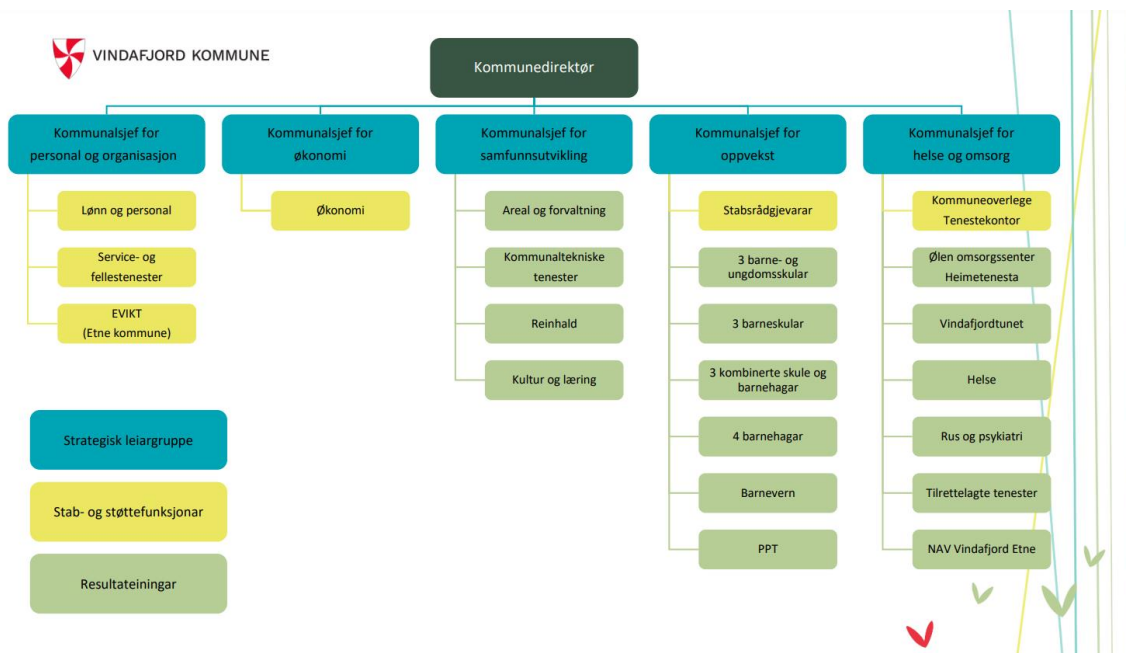 VINDAFJORD KOMMUNE
Kommunedirektør
Kommunalsjef for
personal og organisasjon
Lønn og personal
Service- og
fellestenester
EVIKT
(Etne kommune)
Kommunalsjef for
økonomi
Økonomi
Kommunalsjef for
samfunnsutvikling
Areal og forvaltning
Kommunaltekniske
tenester
Reinhald
Kultur og læring
Kommunalsjef for
oppvekst
Stabsrådgjevarar
3 barne- og
ungdomsskular
3 barneskular
3 kombinerte skule og
barnehagar
4 barnehagar
Barnevern
PPT
Kommunalsjef for
helse og omsorg
Kommuneoverlege
Tenestekontor
Ølen omsorgssenter
Heimetenesta
Vindafjordtunet
Helse
Rus og psykiatri
Tilrettelagte tenester
NAV Vindafjord Etne
Strategisk leiargruppe
Stab- og støttefunksjonar
Resultateiningar